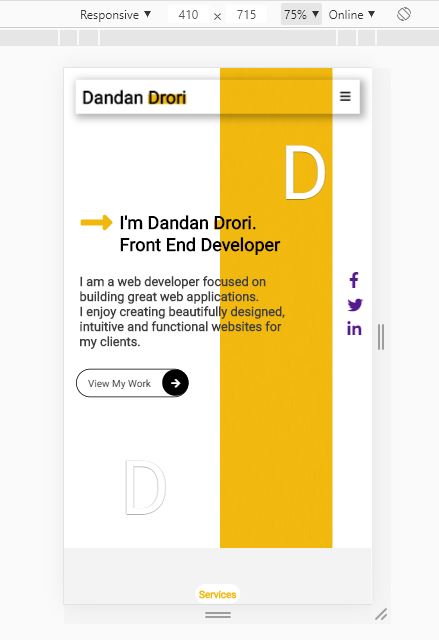 Responsive ▼ 410 x 715 75% ▼ Online ▼
Dandan Drori
D
I'm Dandan Drori.
Front End Developer
I am a web developer focused on
building great web applications.
I enjoy creating beautifully designed,
intuitive and functional websites for
my clients.
View My Work
D
Services